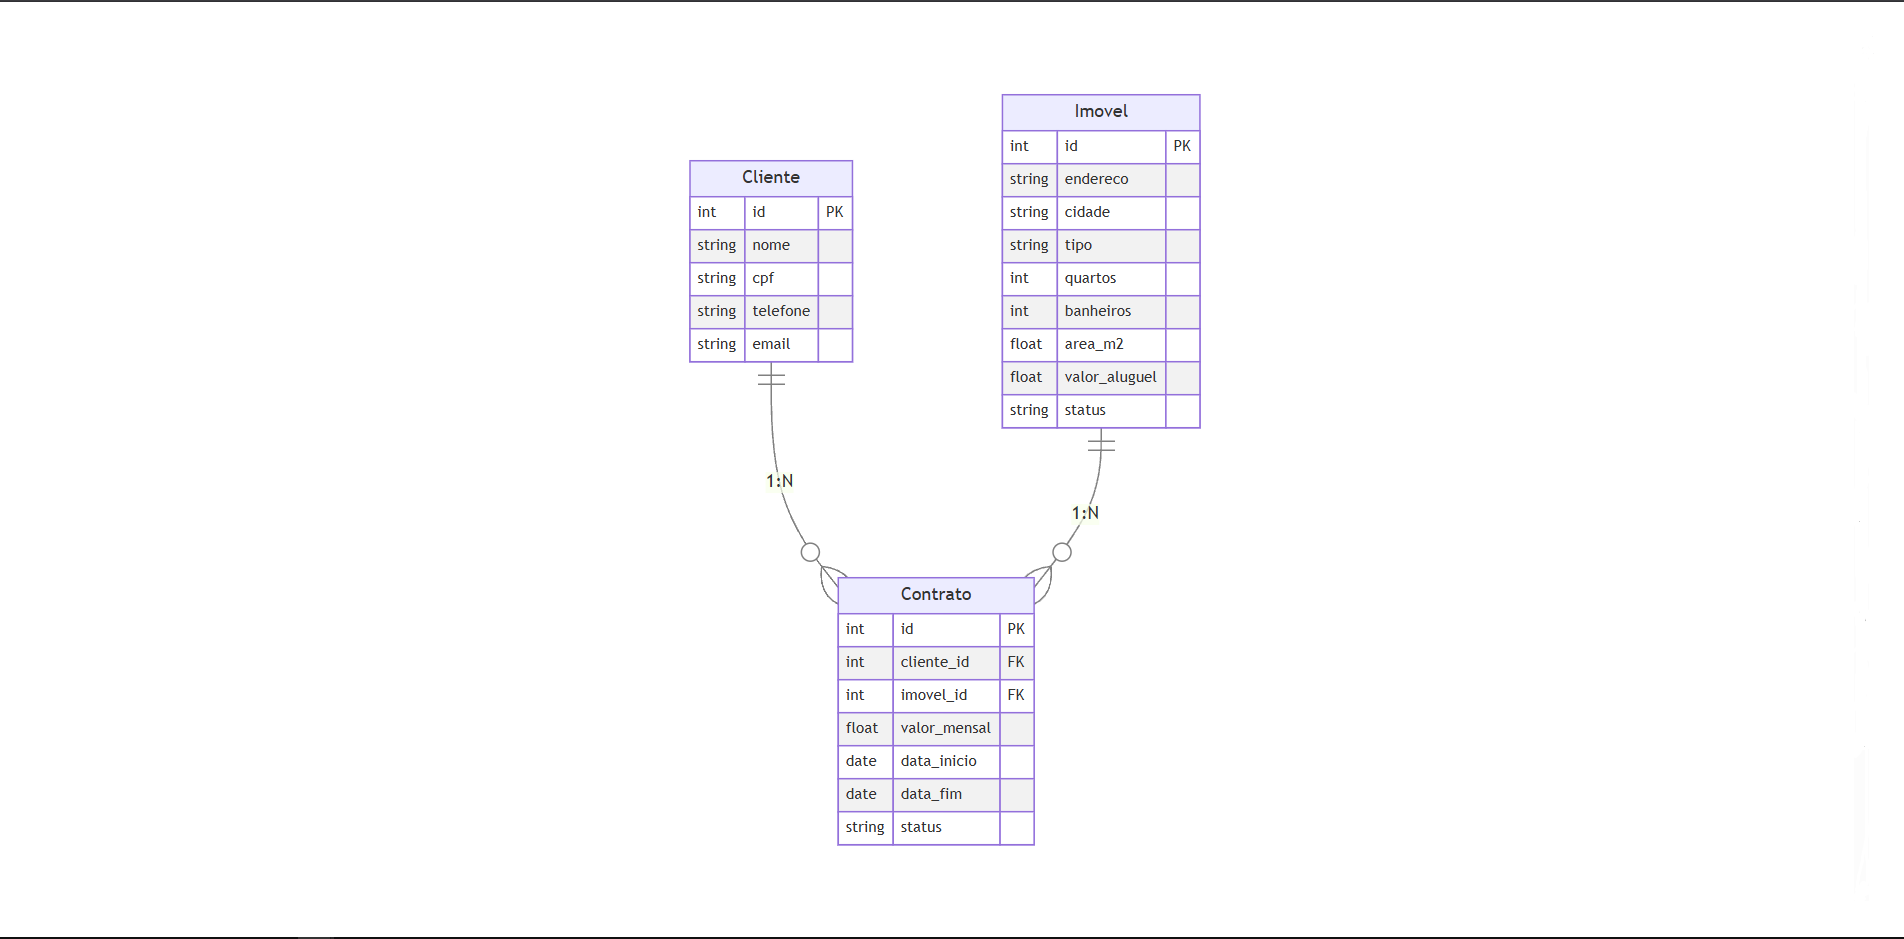 Cliente
int id PK
string nome
string cpf
string telefone
string email
Imovel
int id PK
string endereco
string cidade
string tipo
int quartos
int banheiros
float area_m2
float valor_aluguel
string status
1:N
1:N
Contrato
int id PK
int cliente_id FK
int imovel_id FK
float valor_mensal
date data_inicio
date data_fim
string status